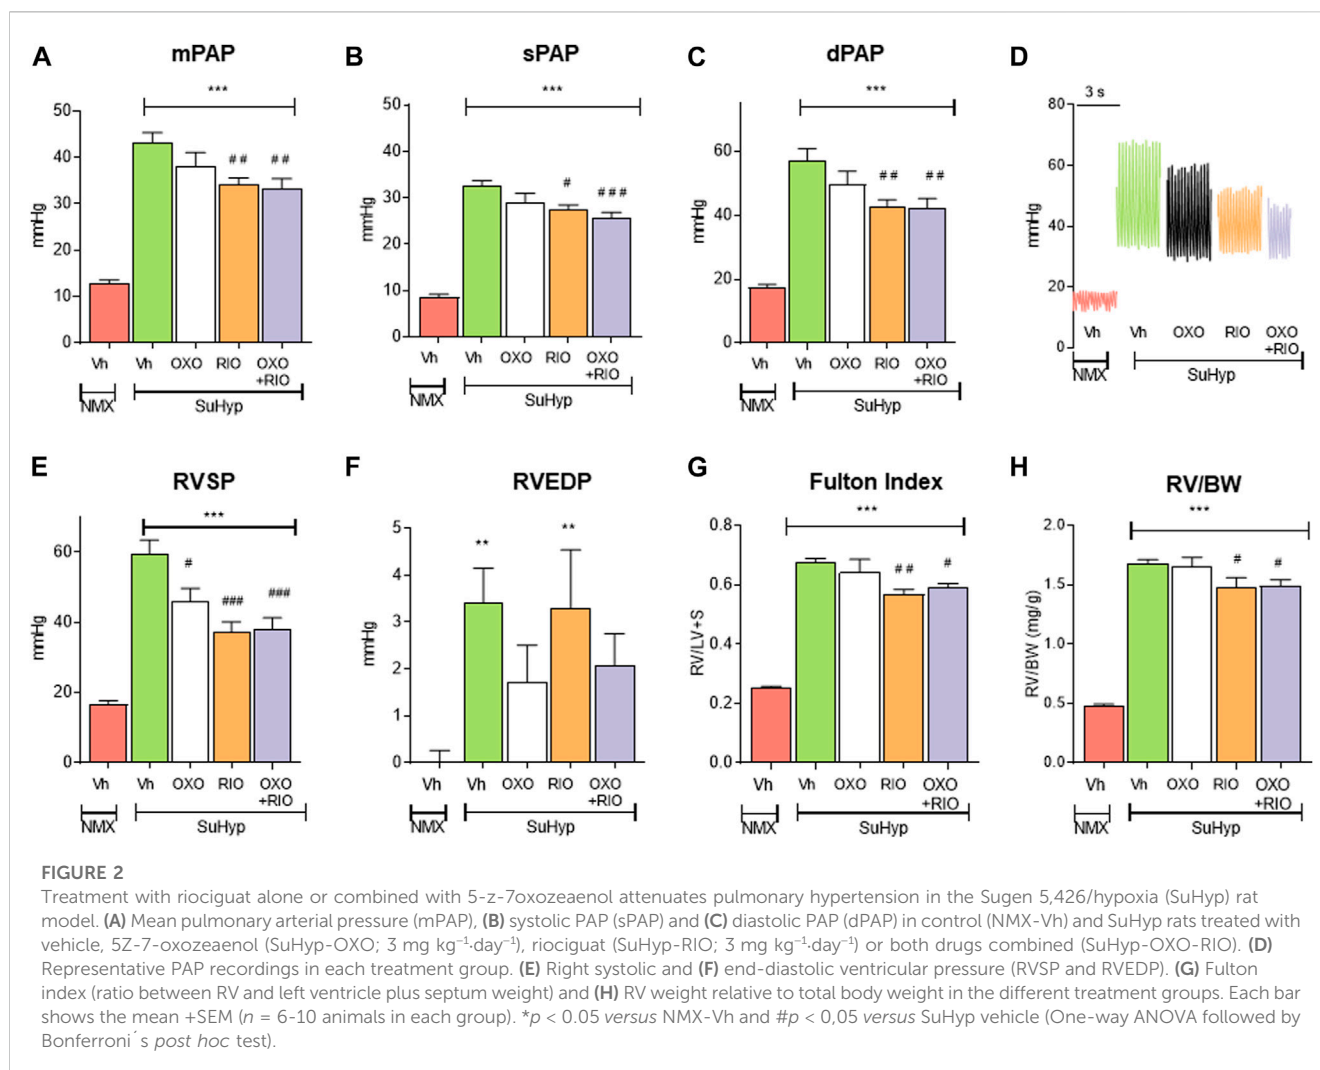 A
mPAP
***
50
40
30
20
10
0
mmHg
##
##
Vh
Vh
OXO
RIO
OXO
+RIO
NMX
SuHyp
B
sPAP
***
50
40
30
20
10
0
mmHg
#
###
Vh
Vh
OXO
RIO
OXO
+RIO
NMX
SuHyp
C
dPAP
***
60
40
20
0
mmHg
##
##
Vh
Vh
OXO
RIO
OXO
+RIO
NMX
SuHyp
D
3 s
80
60
40
20
0
mmHg
Vh
Vh
OXO
RIO
OXO
+RIO
NMX
SuHyp
E
RVSP
***
60
40
20
0
mmHg
#
###
###
Vh
Vh
OXO
RIO
OXO
+RIO
NMX
SuHyp
F
RVEDP
5
4
3
2
1
0
mmHg
**
**
Vh
Vh
OXO
RIO
OXO
+RIO
NMX
SuHyp
G
Fulton Index
***
0.8
0.6
0.4
0.2
0.0
RV/LV+S
##
#
Vh
Vh
OXO
RIO
OXO
+RIO
NMX
SuHyp
H
RV/BW
***
2.0
1.5
1.0
0.5
0.0
RV/BW (mg/g)
#
#
Vh
Vh
OXO
RIO
OXO
+RIO
NMX
SuHyp
FIGURE 2
Treatment with riociguat alone or combined with 5-z-7oxozeaenol attenuates pulmonary hypertension in the Sugen 5,426/hypoxia (SuHyp) rat
model. (A) Mean pulmonary arterial pressure (mPAP), (B) systolic PAP (sPAP) and (C) diastolic PAP (dPAP) in control (NMX-Vh) and SuHyp rats treated with
vehicle, 5Z-7-oxozeaenol (SuHyp-OXO; 3 mg kg⁻¹·day⁻¹), riociguat (SuHyp-RIO; 3 mg kg⁻¹·day⁻¹) or both drugs combined (SuHyp-OXO-RIO). (D)
Representative PAP recordings in each treatment group. (E) Right systolic and (F) end-diastolic ventricular pressure (RVSP and RVEDP). (G) Fulton
index (ratio between RV and left ventricle plus septum weight) and (H) RV weight relative to total body weight in the different treatment groups. Each bar
shows the mean +SEM (n = 6-10 animals in each group). *p < 0.05 versus NMX-Vh and #p < 0,05 versus SuHyp vehicle (One-way ANOVA followed by
Bonferroni´s post hoc test).